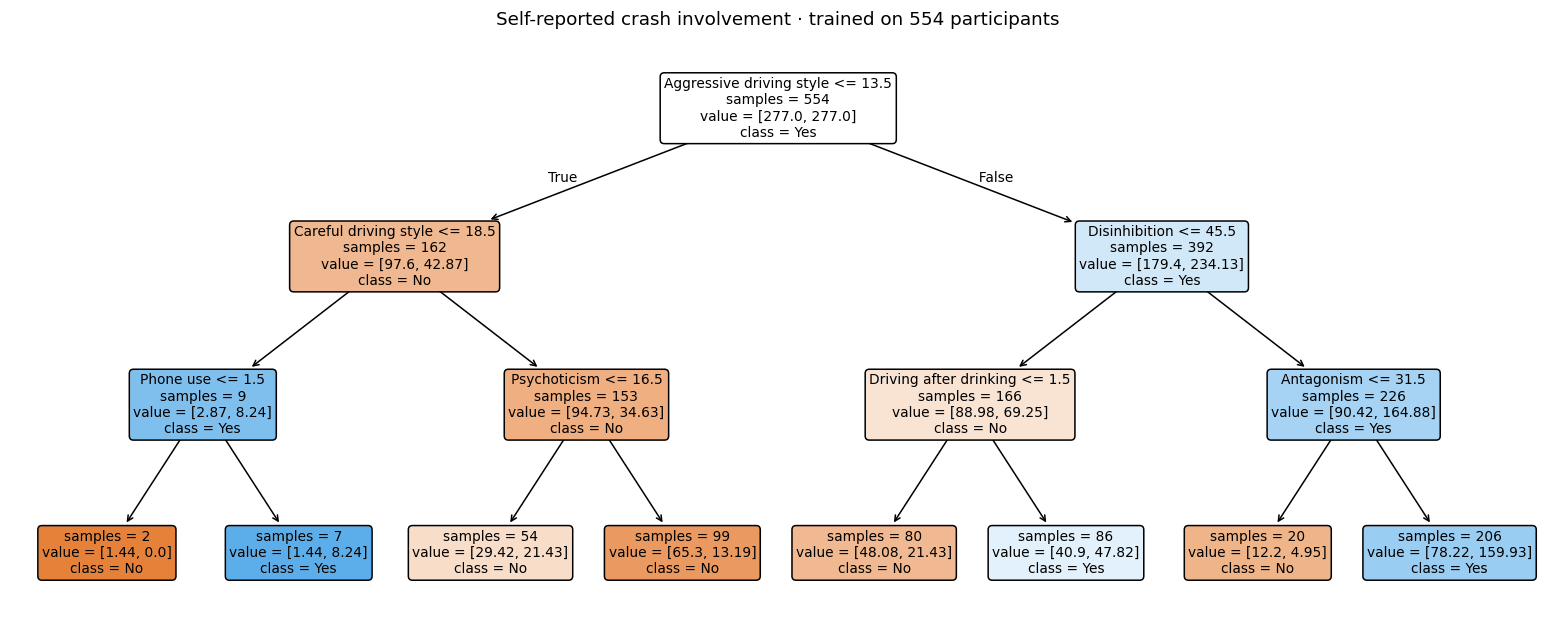 Self-reported crash involvement · trained on 554 participants
Aggressive driving style <= 13.5
samples = 554
value = [277.0, 277.0]
class = Yes
True
False
Careful driving style <= 18.5
samples = 162
value = [97.6, 42.87]
class = No
Disinhibition <= 45.5
samples = 392
value = [179.4, 234.13]
class = Yes
Phone use <= 1.5
samples = 9
value = [2.87, 8.24]
class = Yes
Psychoticism <= 16.5
samples = 153
value = [94.73, 34.63]
class = No
Driving after drinking <= 1.5
samples = 166
value = [88.98, 69.25]
class = No
Antagonism <= 31.5
samples = 226
value = [90.42, 164.88]
class = Yes
samples = 2
value = [1.44, 0.0]
class = No
samples = 7
value = [1.44, 8.24]
class = Yes
samples = 54
value = [29.42, 21.43]
class = No
samples = 99
value = [65.3, 13.19]
class = No
samples = 80
value = [48.08, 21.43]
class = No
samples = 86
value = [40.9, 47.82]
class = Yes
samples = 20
value = [12.2, 4.95]
class = No
samples = 206
value = [78.22, 159.93]
class = Yes